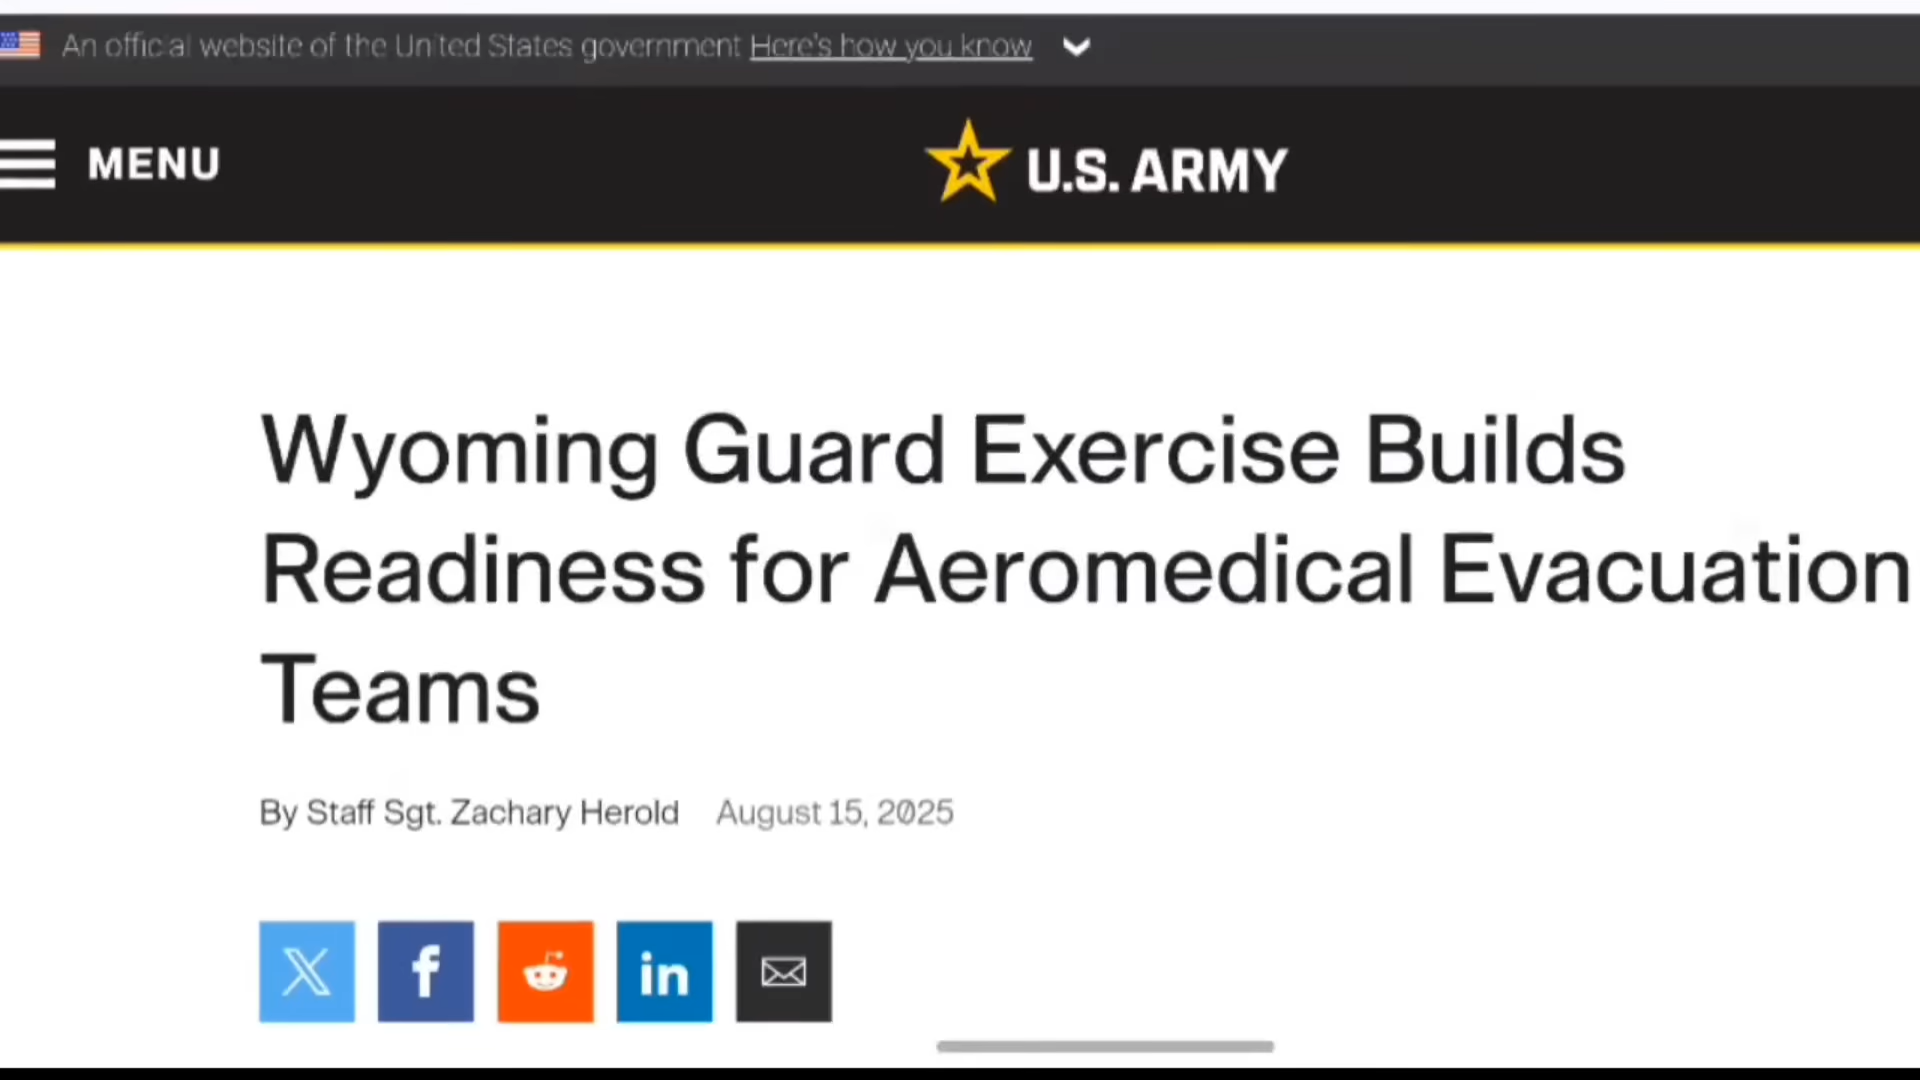 An official website of the United States government Here's how you know
MENU
U.S. ARMY
Wyoming Guard Exercise Builds
Readiness for Aeromedical Evacuation
Teams
By Staff Sgt. Zachary Herold August 15, 2025